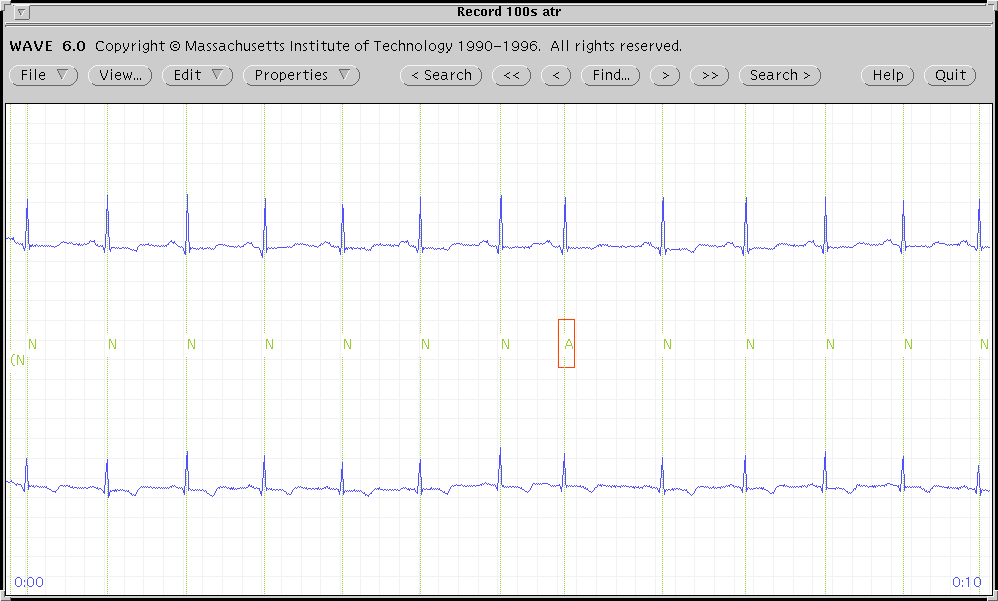 Record 100s atr
WAVE 6.0 Copyright © Massachusetts Institute of Technology 1990-1996. All rights reserved.
File View... Edit Properties < Search << < Find... > >> Search > Help Quit
N N N N N N N A N N N N N
(N
0:00 0:10